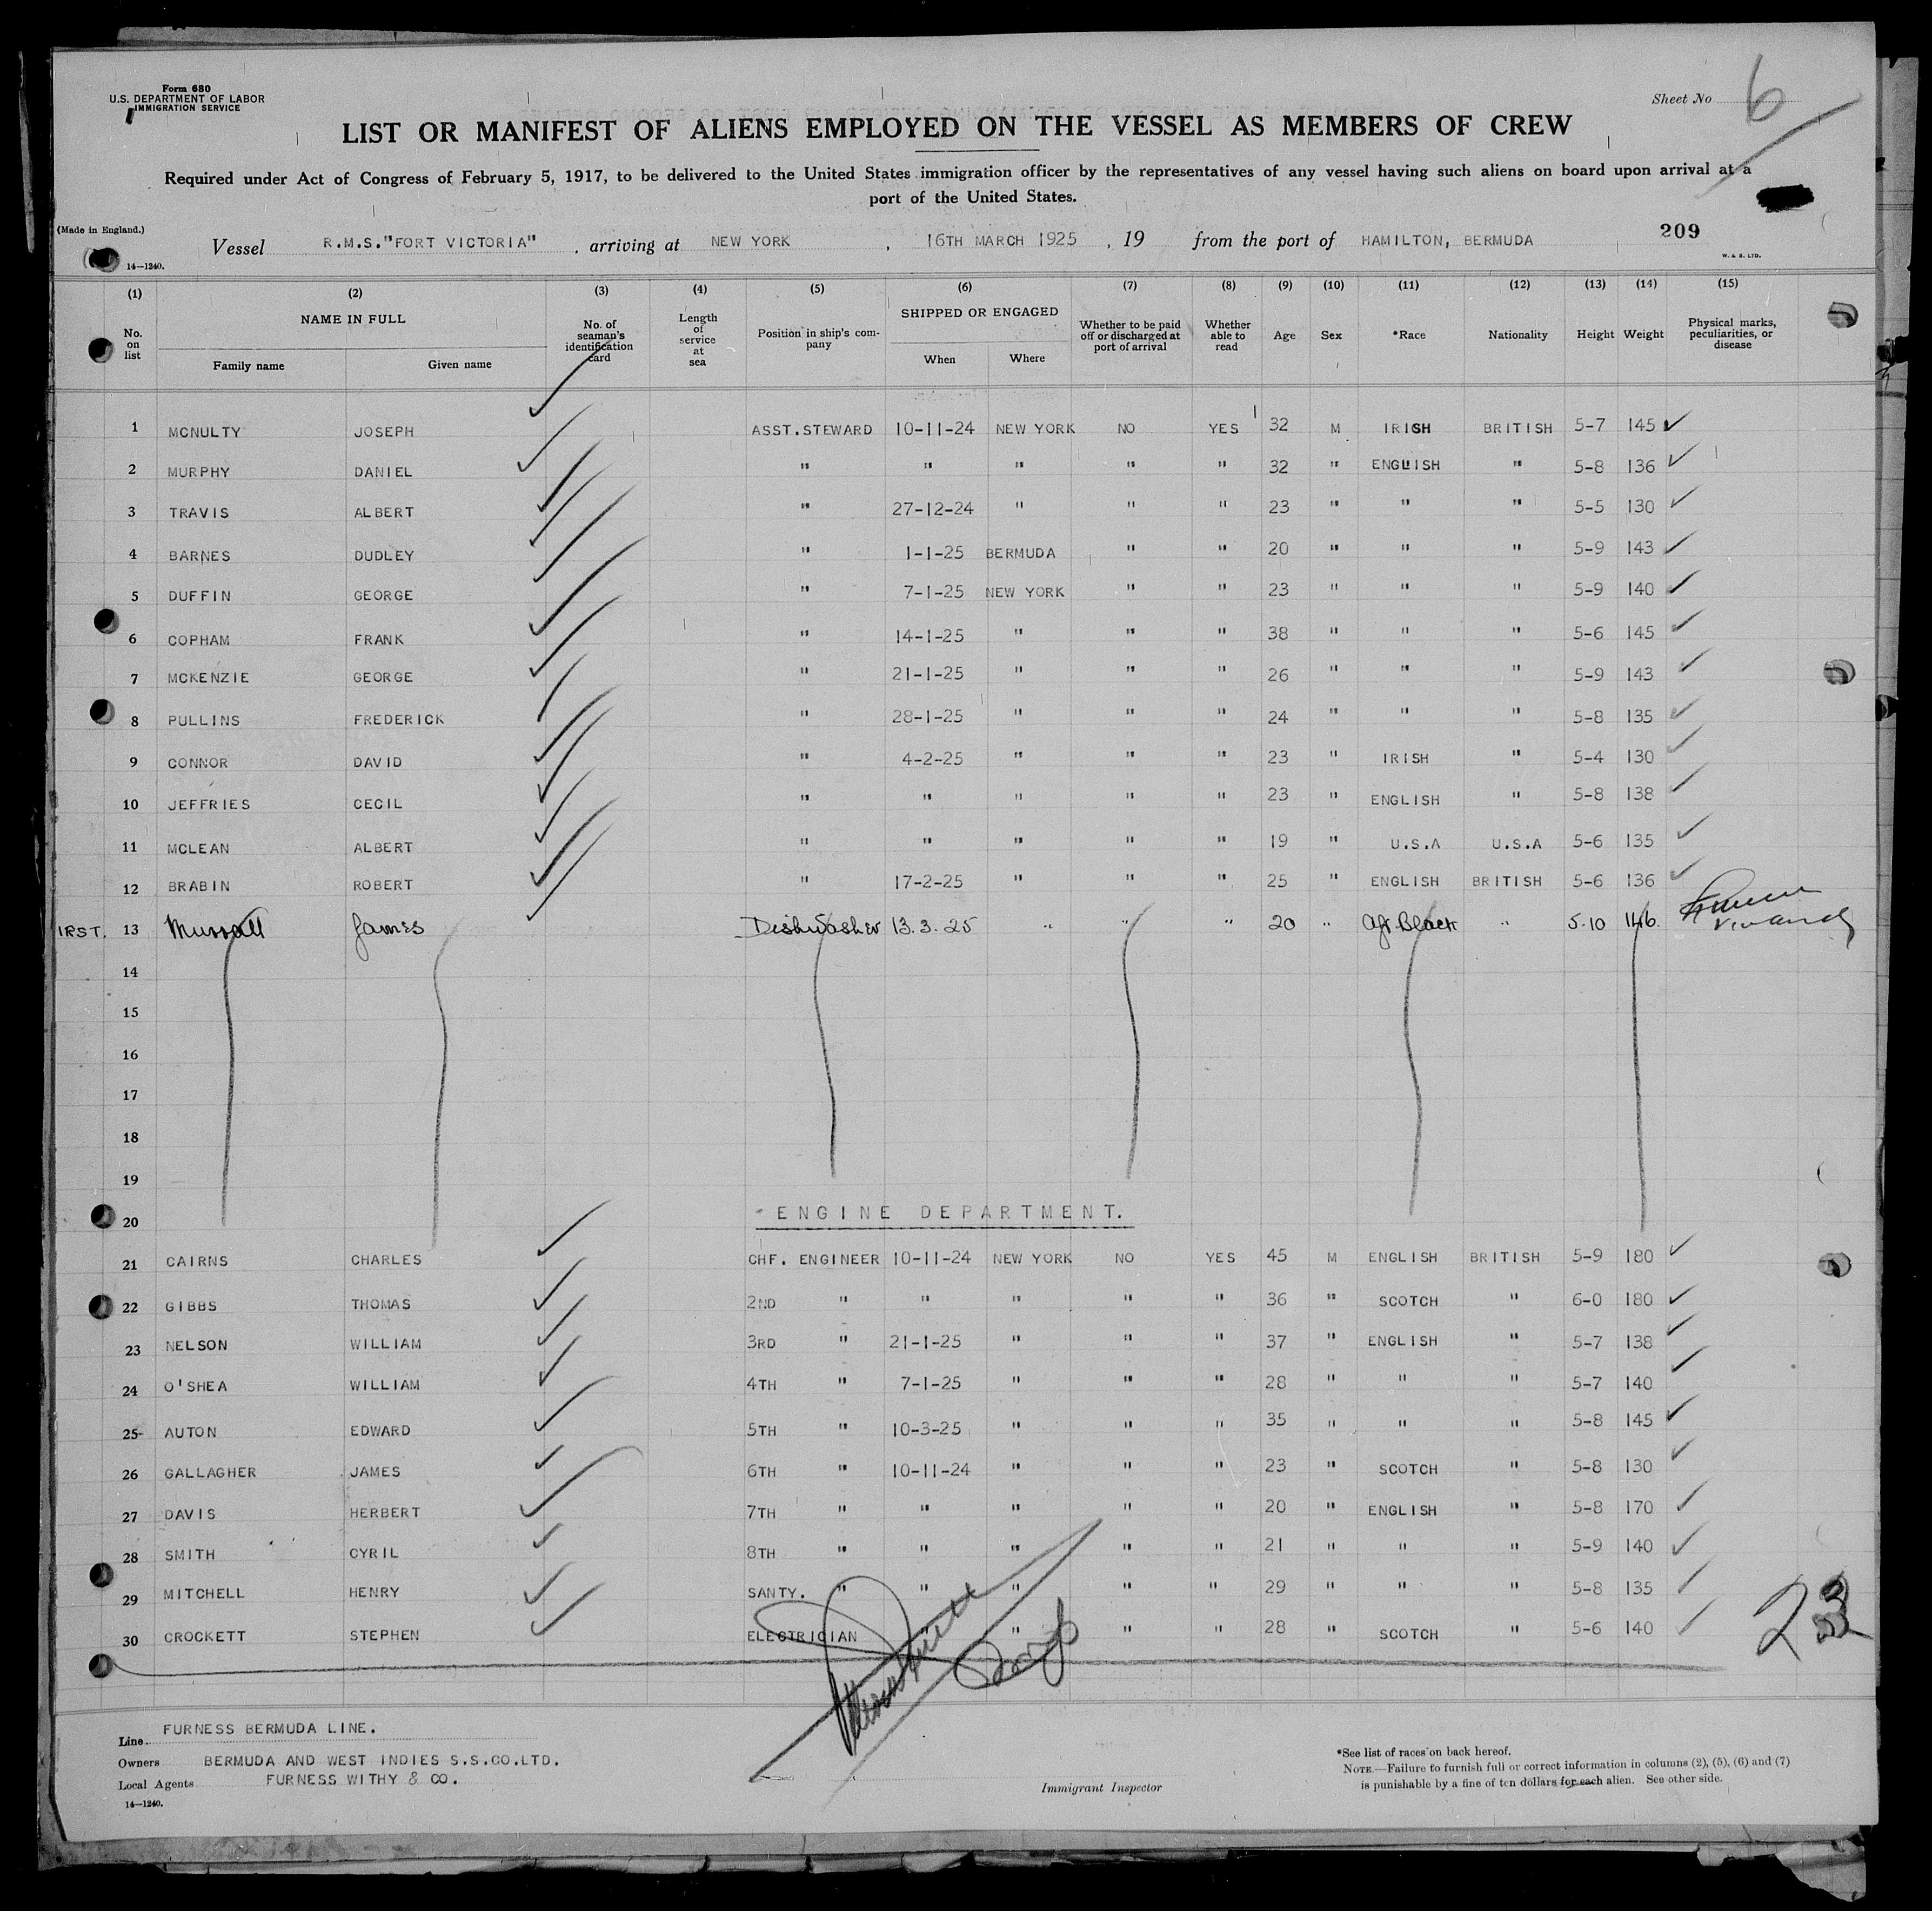 Form 680
U.S. DEPARTMENT OF LABOR
IMMIGRATION SERVICE
Sheet No 6
LIST OR MANIFEST OF ALIENS EMPLOYED ON THE VESSEL AS MEMBERS OF CREW
Required under Act of Congress of February 5, 1917, to be delivered to the United States immigration officer by the representatives of any vessel having such aliens on board upon arrival at a
port of the United States.
(Made in England.)
Vessel R.M.S."FORT VICTORIA", arriving at NEW YORK, 16TH MARCH 1925, 19 from the port of HAMILTON, BERMUDA 209
14—1240. W. & S. LTD.
(1) (2) (3) (4) (5) (6) (7) (8) (9) (10) (11) (12) (13) (14) (15)
No. on list NAME IN FULL Family name Given name No. of seaman's identification card Length of service at sea Position in ship's company SHIPPED OR ENGAGED When Where Whether to be paid off or discharged at port of arrival Whether able to read Age Sex *Race Nationality Height Weight Physical marks, peculiarities, or disease
1 MCNULTY JOSEPH ASST.STEWARD 10-11-24 NEW YORK NO YES 32 M IRISH BRITISH 5-7 145
2 MURPHY DANIEL " " " " " 32 " ENGLISH " 5-8 136
3 TRAVIS ALBERT " 27-12-24 " " " 23 " " " 5-5 130
4 BARNES DUDLEY " 1-1-25 BERMUDA " " 20 " " " 5-9 143
5 DUFFIN GEORGE " 7-1-25 NEW YORK " " 23 " " " 5-9 140
6 COPHAM FRANK " 14-1-25 " " " 38 " " " 5-6 145
7 MCKENZIE GEORGE " 21-1-25 " " " 26 " " " 5-9 143
8 PULLINS FREDERICK " 28-1-25 " " " 24 " " " 5-8 135
9 CONNOR DAVID " 4-2-25 " " " 23 " IRISH " 5-4 130
10 JEFFRIES CECIL " " " " " 23 " ENGLISH " 5-8 138
11 MCLEAN ALBERT " " " " " 19 " U.S.A U.S.A 5-6 135
12 BRABIN ROBERT " 17-2-25 " " " 25 " ENGLISH BRITISH 5-6 136
1RST. 13 James Dishwasher 13.3.25 " " " 20 " Af. Black " 5.10 146.
14
15
16
17
18
19
20 ENGINE DEPARTMENT.
21 CAIRNS CHARLES CHF. ENGINEER 10-11-24 NEW YORK NO YES 45 M ENGLISH BRITISH 5-9 180
22 GIBBS THOMAS 2ND " " " " " 36 " SCOTCH " 6-0 180
23 NELSON WILLIAM 3RD " 21-1-25 " " " 37 " ENGLISH " 5-7 138
24 O'SHEA WILLIAM 4TH " 7-1-25 " " " 28 " " " 5-7 140
25 AUTON EDWARD 5TH " 10-3-25 " " " 35 " " " 5-8 145
26 GALLAGHER JAMES 6TH " 10-11-24 " " " 23 " SCOTCH " 5-8 130
27 DAVIS HERBERT 7TH " " " " " 20 " ENGLISH " 5-8 170
28 SMITH CYRIL 8TH " " " " " 21 " " " 5-9 140
29 MITCHELL HENRY SANTY. " " " " " 29 " " " 5-8 135
30 CROCKETT STEPHEN ELECTRICIAN " " " " 28 " SCOTCH " 5-6 140
Line FURNESS BERMUDA LINE.
Owners BERMUDA AND WEST INDIES S.S.CO.LTD.
Local Agents FURNESS WITHY & CO.
14—1240.
Immigrant Inspector
*See list of races on back hereof.
NOTE.—Failure to furnish full or correct information in columns (2), (5), (6) and (7)
is punishable by a fine of ten dollars for each alien. See other side.